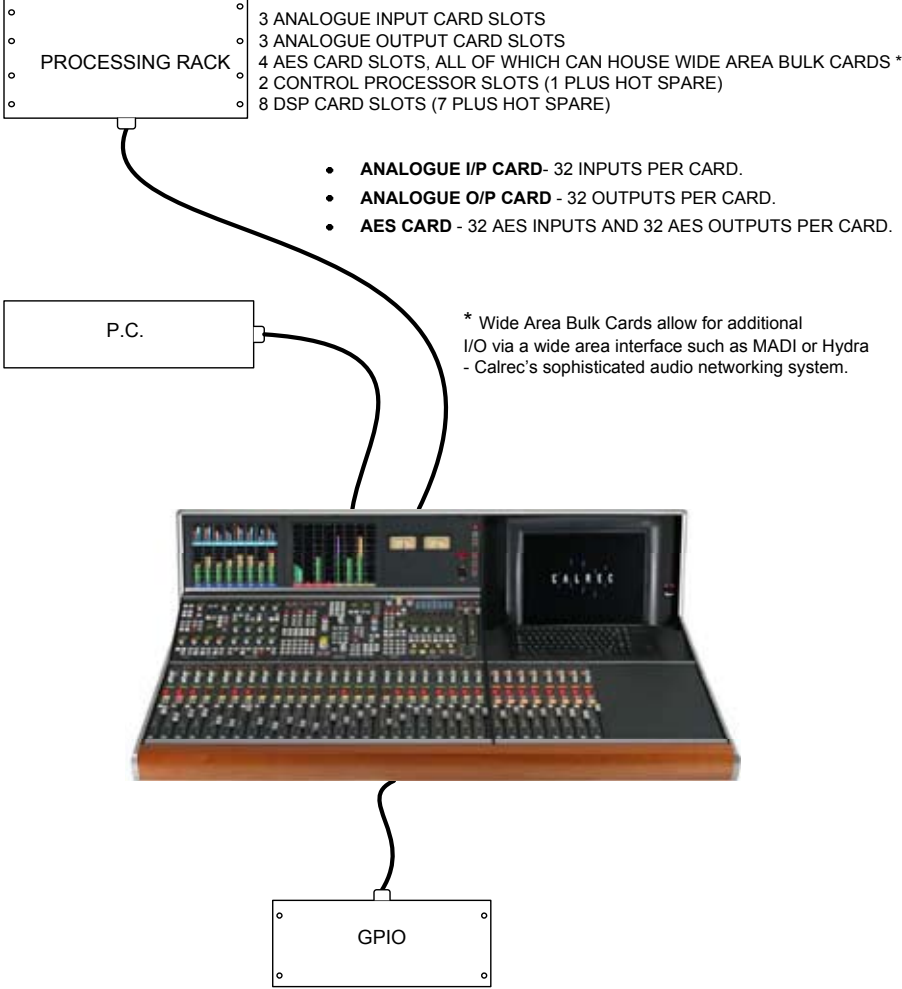 3 ANALOGUE INPUT CARD SLOTS
3 ANALOGUE OUTPUT CARD SLOTS
PROCESSING RACK
4 AES CARD SLOTS, ALL OF WHICH CAN HOUSE WIDE AREA BULK CARDS *
2 CONTROL PROCESSOR SLOTS (1 PLUS HOT SPARE)
8 DSP CARD SLOTS (7 PLUS HOT SPARE)
• ANALOGUE I/P CARD- 32 INPUTS PER CARD.
• ANALOGUE O/P CARD - 32 OUTPUTS PER CARD.
• AES CARD - 32 AES INPUTS AND 32 AES OUTPUTS PER CARD.
P.C.
* Wide Area Bulk Cards allow for additional
I/O via a wide area interface such as MADI or Hydra
- Calrec's sophisticated audio networking system.
CALREC
GPIO